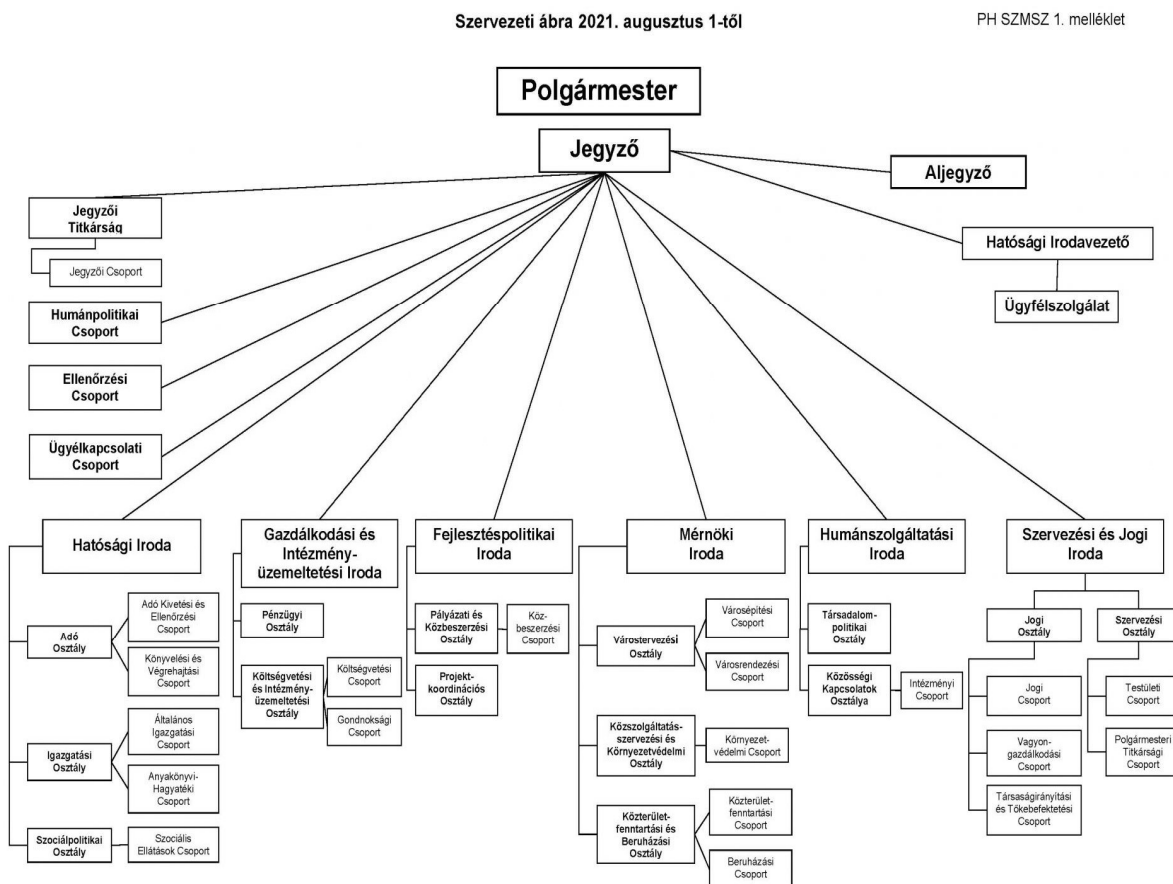 Szervezeti ábra 2021. augusztus 1-től
PH SZMSZ 1. melléklet
Polgármester
Jegyző
Aljegyző
Jegyzői
Titkárság
Jegyzői Csoport
Hatósági Irodavezető
Ügyfélszolgálat
Humánpolitikai
Csoport
Ellenőrzési
Csoport
Ügyélkapcsolati
Csoport
Hatósági Iroda
Adó
Osztály
Adó Kivetési és
Ellenőrzési
Csoport
Könyvelési és
Végrehajtási
Csoport
Igazgatási
Osztály
Általános
Igazgatási
Csoport
Anyakönyvi-
Hagyatéki
Csoport
Szociálpolitikai
Osztály
Szociális
Ellátások Csoport
Gazdálkodási és
Intézmény-
üzemeltetési Iroda
Pénzügyi
Osztály
Költségvetési
és Intézmény-
üzemeltetési
Osztály
Költségvetési
Csoport
Gondnoksági
Csoport
Fejlesztéspolitikai
Iroda
Pályázati és
Közbeszerzési
Osztály
Köz-
beszerzési
Csoport
Projekt-
koordinációs
Osztály
Mérnöki
Iroda
Várostervezési
Osztály
Városépítési
Csoport
Városrendezési
Csoport
Közszolgáltatás-
szervezési és
Környezetvédelmi
Osztály
Környezet-
védelmi Csoport
Közterület-
fenntartási és
Beruházási
Osztály
Közterület-
fenntartási
Csoport
Beruházási
Csoport
Humánszolgáltatási
Iroda
Társadalom-
politikai
Osztály
Közösségi
Kapcsolatok
Osztálya
Intézményi
Csoport
Szervezési és Jogi
Iroda
Jogi
Osztály
Jogi
Csoport
Vagyon-
gazdálkodási
Csoport
Társaságirányítási
és Tőkebefektetési
Csoport
Szervezési
Osztály
Testületi
Csoport
Polgármesteri
Titkársági
Csoport